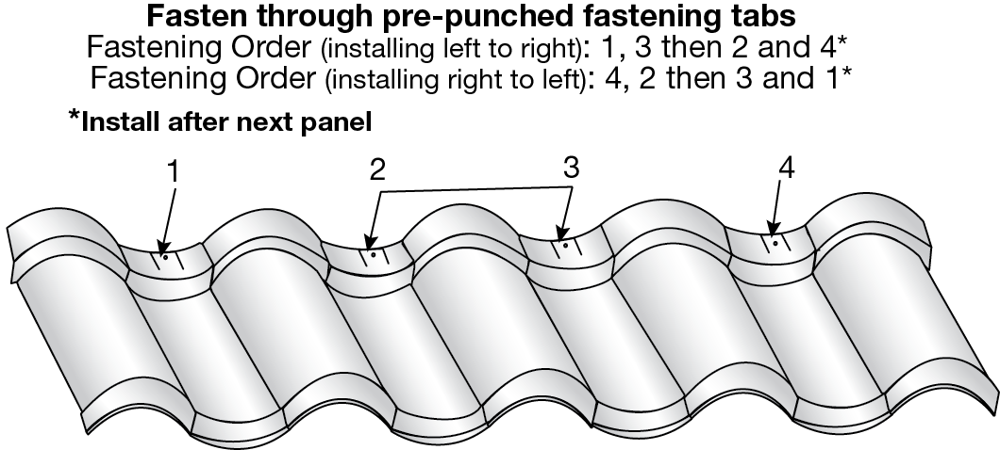 Fasten through pre-punched fastening tabs
Fastening Order (installing left to right): 1, 3 then 2 and 4*
Fastening Order (installing right to left): 4, 2 then 3 and 1*
*Install after next panel
1 2 3 4